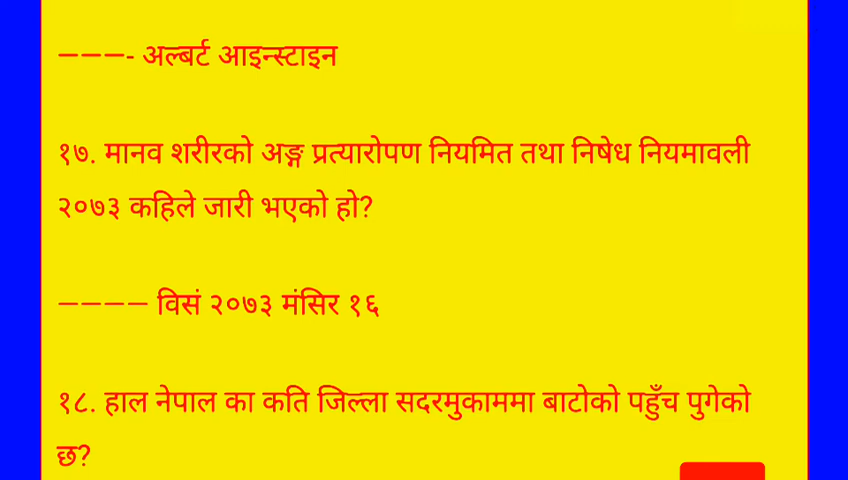 −−−- अल्बर्ट आइन्स्टाइन
१७. मानव शरीरको अङ्ग प्रत्यारोपण नियमित तथा निषेध नियमावली
२०७३ कहिले जारी भएको हो?
−−−− विसं २०७३ मंसिर १६
१८. हाल नेपाल का कति जिल्ला सदरमुकाममा बाटोको पहुँच पुगेको
छ?